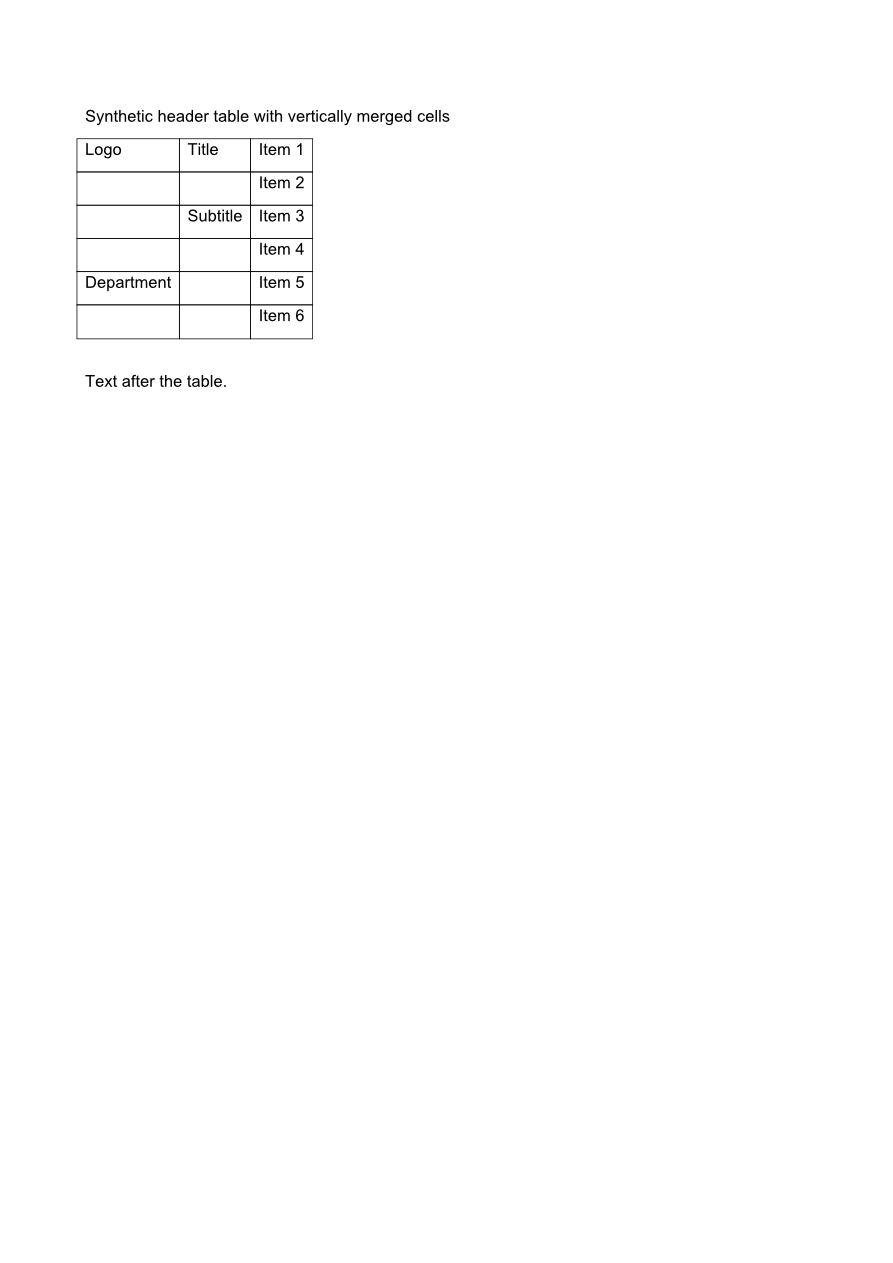 Synthetic header table with vertically merged cells
Logo Title Item 1
Item 2
Subtitle Item 3
Item 4
Department Item 5
Item 6
Text after the table.